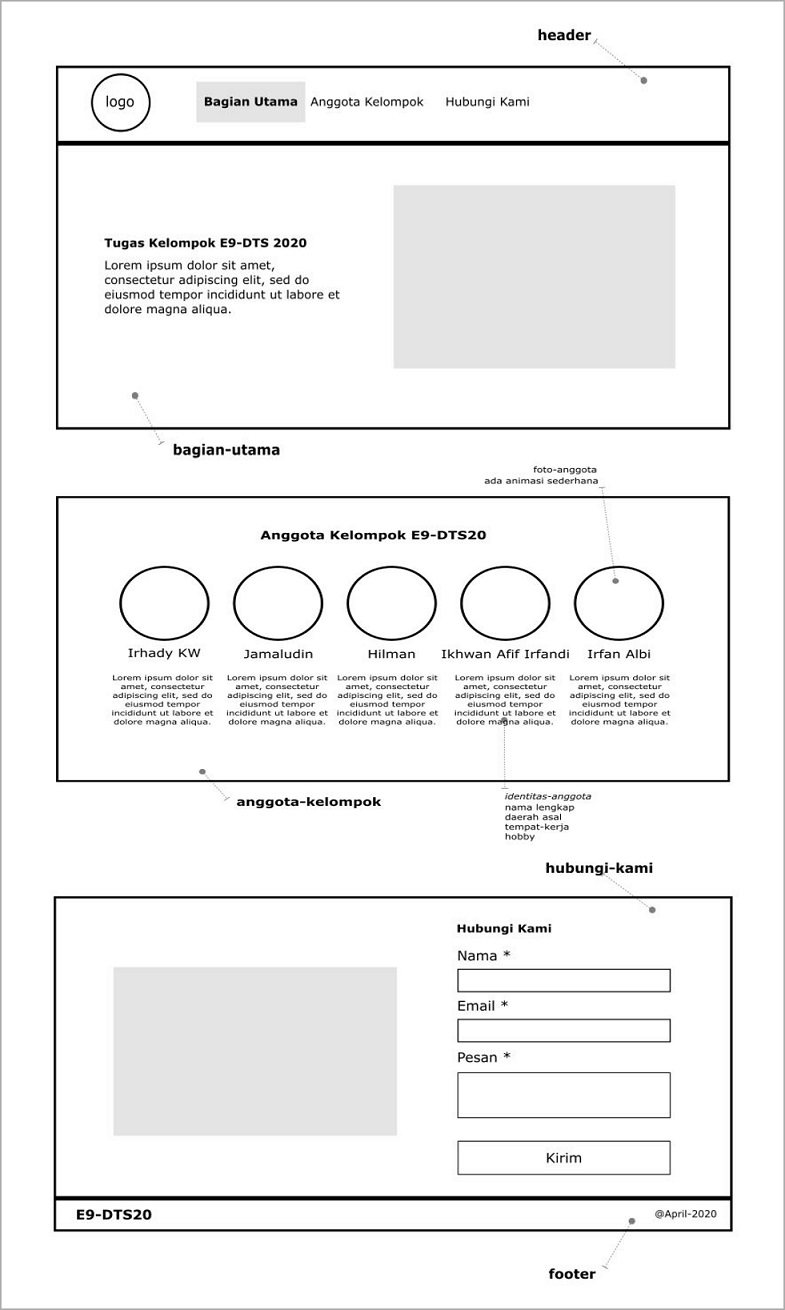 header
logo
Bagian Utama Anggota Kelompok Hubungi Kami
Tugas Kelompok E9-DTS 2020
Lorem ipsum dolor sit amet,
consectetur adipiscing elit, sed do
eiusmod tempor incididunt ut labore et
dolore magna aliqua.
bagian-utama
foto-anggota
ada animasi sederhana
Anggota Kelompok E9-DTS20
Irhady KW
Lorem ipsum dolor sit
amet, consectetur
adipiscing elit, sed do
eiusmod tempor
incididunt ut labore et
dolore magna aliqua.
Jamaludin
Lorem ipsum dolor sit
amet, consectetur
adipiscing elit, sed do
eiusmod tempor
incididunt ut labore et
dolore magna aliqua.
Hilman
Lorem ipsum dolor sit
amet, consectetur
adipiscing elit, sed do
eiusmod tempor
incididunt ut labore et
dolore magna aliqua.
Ikhwan Afif Irfandi
Lorem ipsum dolor sit
amet, consectetur
adipiscing elit, sed do
eiusmod tempor
incididunt ut labore et
dolore magna aliqua.
Irfan Albi
Lorem ipsum dolor sit
amet, consectetur
adipiscing elit, sed do
eiusmod tempor
incididunt ut labore et
dolore magna aliqua.
anggota-kelompok
identitas-anggota
nama lengkap
daerah asal
tempat-kerja
hobby
hubungi-kami
Hubungi Kami
Nama *
Email *
Pesan *
Kirim
E9-DTS20
@April-2020
footer